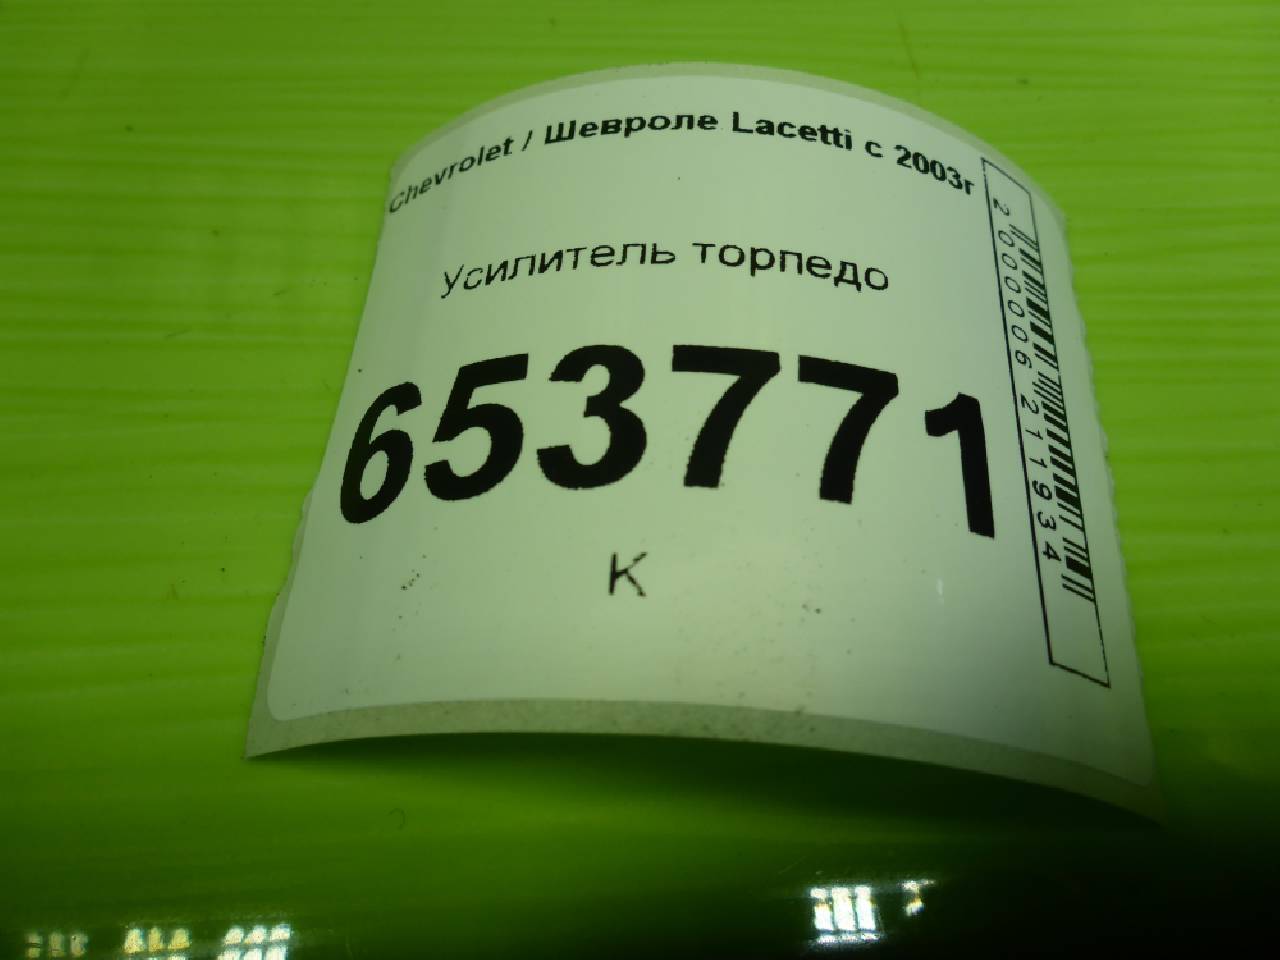 Chevrolet / Шевроле Lacetti с 2003г
Усилитель торпедо
653771
К
2000006211934